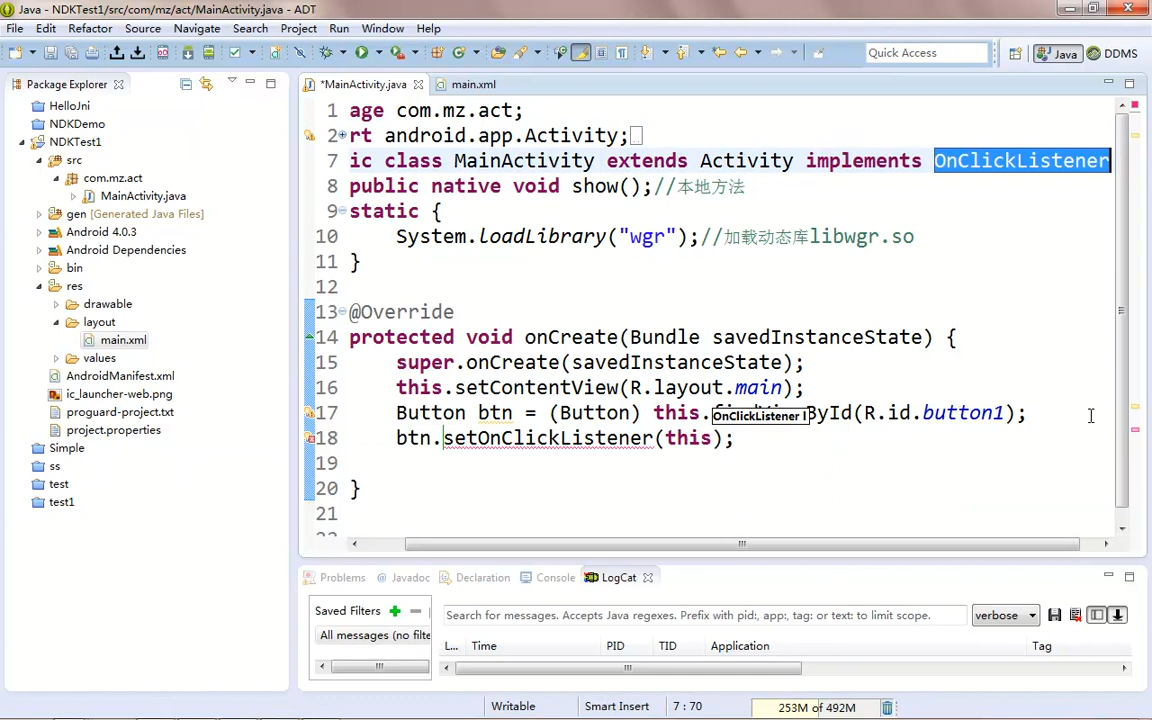 Java - NDKTest1/src/com/mz/act/MainActivity.java - ADT
File Edit Refactor Source Navigate Search Project Run Window Help
Quick Access
Java
DDMS
Package Explorer
HelloJni
NDKDemo
NDKTest1
src
com.mz.act
MainActivity.java
gen [Generated Java Files]
Android 4.0.3
Android Dependencies
bin
res
drawable
layout
main.xml
values
AndroidManifest.xml
ic_launcher-web.png
proguard-project.txt
project.properties
Simple
ss
test
test1
*MainActivity.java
main.xml
1 age com.mz.act;
2 rt android.app.Activity;
7 ic class MainActivity extends Activity implements OnClickListener
8 public native void show();//本地方法
9 static {
10 System.loadLibrary("wgr");//加载动态库libwgr.so
11 }
12
13 @Override
14 protected void onCreate(Bundle savedInstanceState) {
15 super.onCreate(savedInstanceState);
16 this.setContentView(R.layout.main);
17 Button btn = (Button) this.ById(R.id.button1);
OnClickListener I
18 btn.setOnClickListener(this);
19
20 }
21
Problems
Javadoc
Declaration
Console
LogCat
Saved Filters
All messages (no filte
Search for messages. Accepts Java regexes. Prefix with pid:, app:, tag: or text: to limit scope.
verbose
L... Time PID TID Application Tag
Writable
Smart Insert
7 : 70
253M of 492M